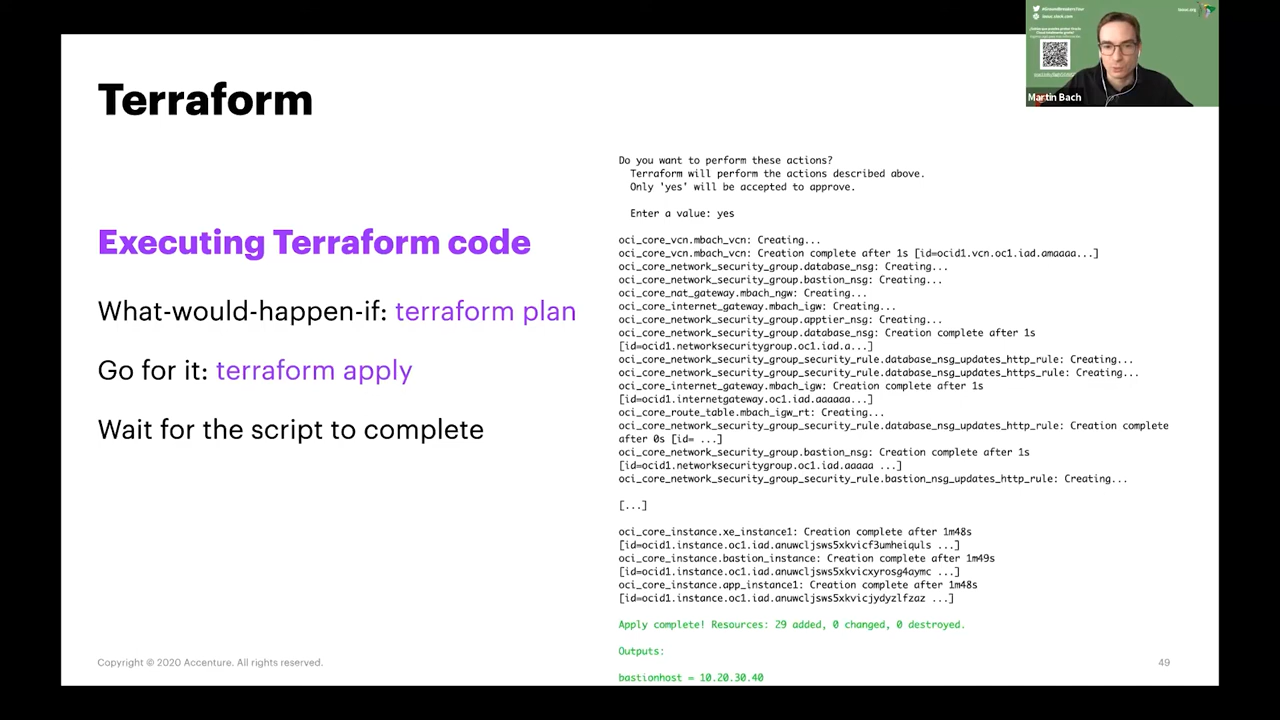 Terraform
Executing Terraform code
What-would-happen-if: terraform plan
Go for it: terraform apply
Wait for the script to complete
Do you want to perform these actions?
Terraform will perform the actions described above.
Only 'yes' will be accepted to approve.
Enter a value: yes
oci_core_vcn.mbach_vcn: Creating...
oci_core_vcn.mbach_vcn: Creation complete after 1s [id=ocid1.vcn.oc1.iad.amaaaa...]
oci_core_network_security_group.database_nsg: Creating...
oci_core_network_security_group.bastion_nsg: Creating...
oci_core_nat_gateway.mbach_ngw: Creating...
oci_core_internet_gateway.mbach_igw: Creating...
oci_core_network_security_group.apptier_nsg: Creating...
oci_core_network_security_group.database_nsg: Creation complete after 1s
[id=ocid1.networksecuritygroup.oc1.iad.a...]
oci_core_network_security_group_security_rule.database_nsg_updates_http_rule: Creating...
oci_core_network_security_group_security_rule.database_nsg_updates_https_rule: Creating...
oci_core_internet_gateway.mbach_igw: Creation complete after 1s
[id=ocid1.internetgateway.oc1.iad.aaaaaa...]
oci_core_route_table.mbach_igw_rt: Creating...
oci_core_network_security_group_security_rule.database_nsg_updates_http_rule: Creation complete
after 0s [id= ...]
oci_core_network_security_group.bastion_nsg: Creation complete after 1s
[id=ocid1.networksecuritygroup.oc1.iad.aaaaa ...]
oci_core_network_security_group_security_rule.bastion_nsg_updates_http_rule: Creating...
[...]
oci_core_instance.xe_instance1: Creation complete after 1m48s
[id=ocid1.instance.oc1.iad.anuwcljsws5xkvicf3umheiquls ...]
oci_core_instance.bastion_instance: Creation complete after 1m49s
[id=ocid1.instance.oc1.iad.anuwcljsws5xkvicxyrosg4aymc ...]
oci_core_instance.app_instance1: Creation complete after 1m48s
[id=ocid1.instance.oc1.iad.anuwcljsws5xkvicjydyzlfzaz ...]
Apply complete! Resources: 29 added, 0 changed, 0 destroyed.
Outputs:
bastionhost = 10.20.30.40
Copyright © 2020 Accenture. All rights reserved.
49
Martin Bach